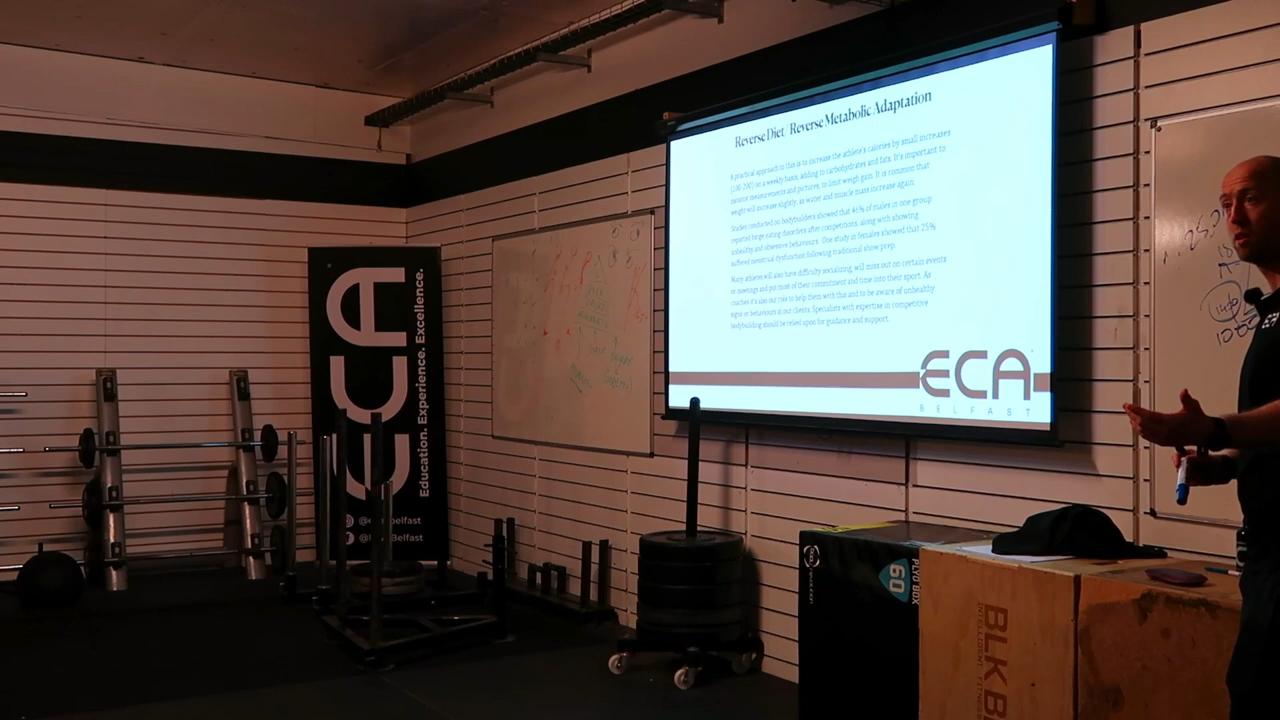 Reverse Diet/ Reverse Metabolic Adaptation
A practical approach to this is to increase the athlete's calories by small increases
(100-200) on a weekly basis, adding to carbohydrates and fats. It's important to
monitor measurements and pictures, to limit weigh gain. It is common that
weight will increase slightly, as water and muscle mass increase again.
Studies conducted on bodybuilders showed that 46% of males in one group
reported binge eating disorders after competitions, along with showing
unhealthy and obsessive behaviours. One study in females showed that 25%
suffered menstrual dysfunction following traditional show prep.
Many athletes will also have difficulty socializing, will miss out on certain events
or meetings and put most of their commitment and time into their sport. As
coaches it's also our role to help them with this and to be aware of unhealthy
signs or behaviours in our clients. Specialists with expertise in competitive
bodybuilding should be relied upon for guidance and support.
ECA
BELFAST
ECA
Education. Experience. Excellence.
60
PLYO BOX
BLK B
INTELLIGENT FITNESS